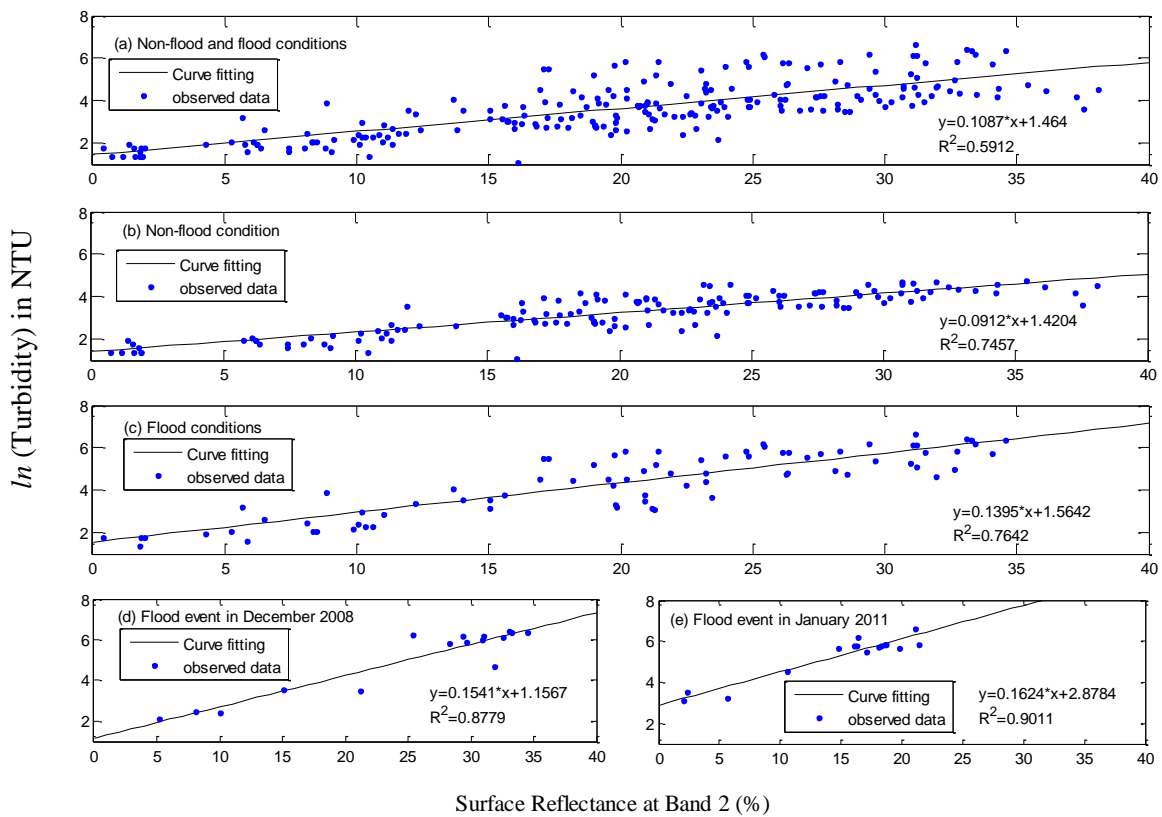 ln (Turbidity) in NTU
(a) Non-flood and flood conditions
Curve fitting
observed data
y=0.1087*x+1.464
R²=0.5912
8
6
4
2
0 5 10 15 20 25 30 35 40
(b) Non-flood condition
Curve fitting
observed data
y=0.0912*x+1.4204
R²=0.7457
8
6
4
2
0 5 10 15 20 25 30 35 40
(c) Flood conditions
Curve fitting
observed data
y=0.1395*x+1.5642
R²=0.7642
8
6
4
2
0 5 10 15 20 25 30 35 40
(d) Flood event in December 2008
Curve fitting
observed data
y=0.1541*x+1.1567
R²=0.8779
8
6
4
2
0 5 10 15 20 25 30 35 40
(e) Flood event in January 2011
Curve fitting
observed data
y=0.1624*x+2.8784
R²=0.9011
8
6
4
2
0 5 10 15 20 25 30 35 40
Surface Reflectance at Band 2 (%)